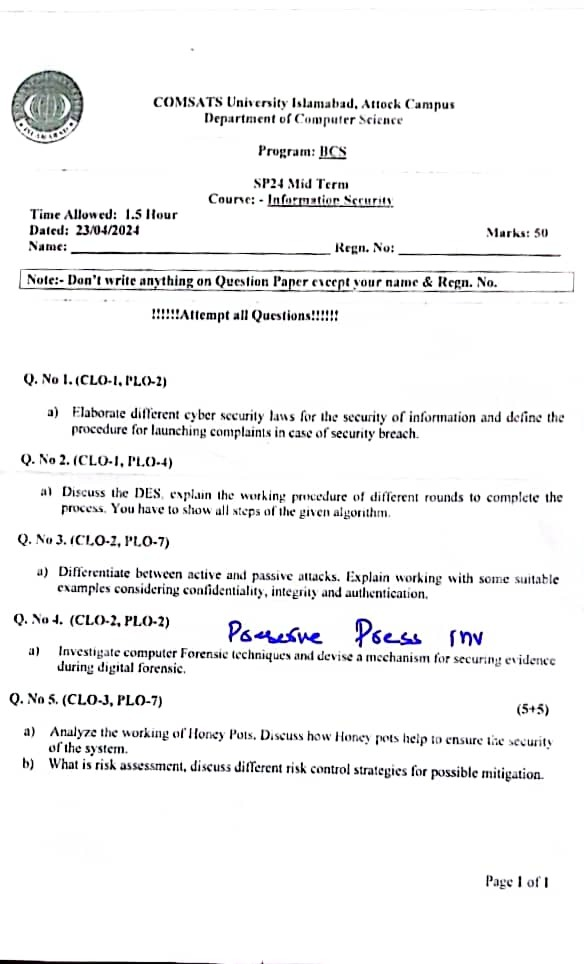 COMSATS University Islamabad, Attock Campus
Department of Computer Science
Program: BCS
SP24 Mid Term
Course: - Information Security
Time Allowed: 1.5 Hour
Dated: 23/04/2024
Marks: 50
Name: ____________ Regn. No: ____________
Note:- Don't write anything on Question Paper except your name & Regn. No.
!!!!!!Attempt all Questions!!!!!!
Q. No 1. (CLO-1, PLO-2)
a) Elaborate different cyber security laws for the security of information and define the
procedure for launching complaints in case of security breach.
Q. No 2. (CLO-1, PLO-4)
a) Discuss the DES, explain the working procedure of different rounds to complete the
process. You have to show all steps of the given algorithm.
Q. No 3. (CLO-2, PLO-7)
a) Differentiate between active and passive attacks. Explain working with some suitable
examples considering confidentiality, integrity and authentication.
Q. No 4. (CLO-2, PLO-2)
a) Investigate computer Forensic techniques and devise a mechanism for securing evidence
during digital forensic.
Q. No 5. (CLO-3, PLO-7)
(5+5)
a) Analyze the working of Honey Pots. Discuss how Honey pots help to ensure the security
of the system.
b) What is risk assessment, discuss different risk control strategies for possible mitigation.
Page 1 of 1